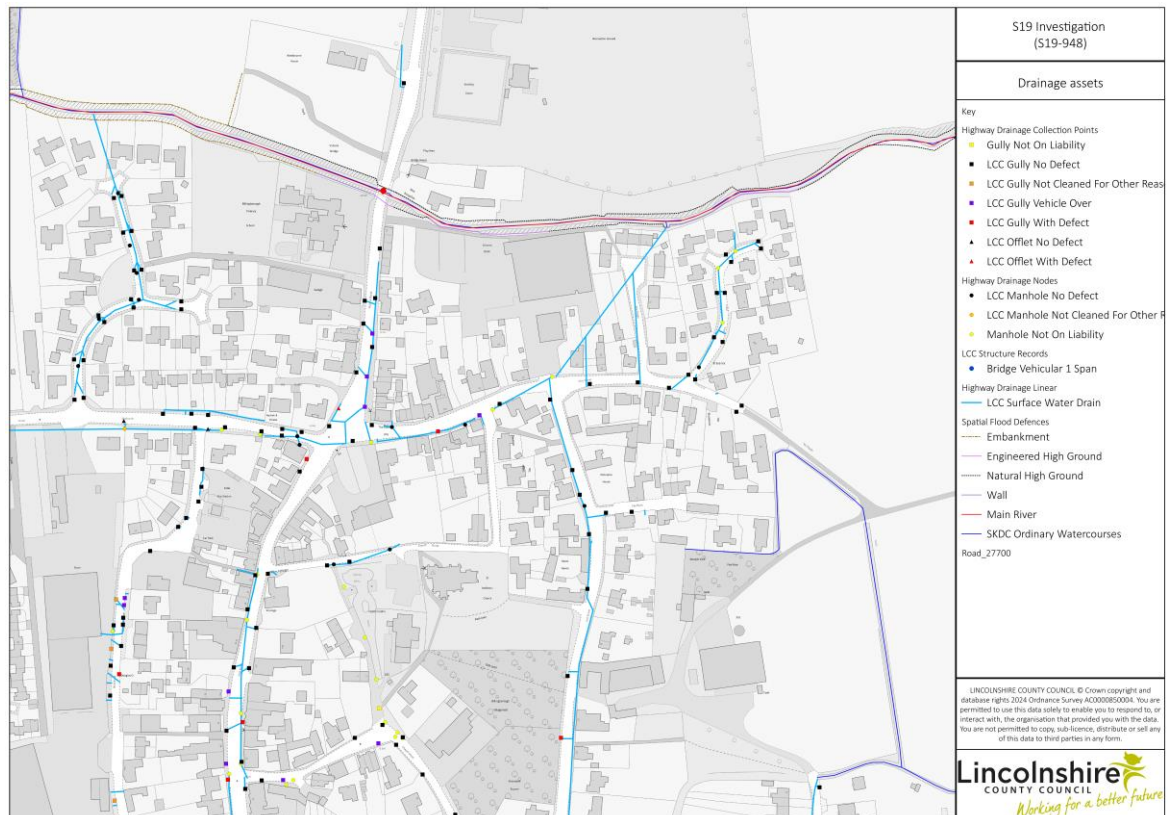 S19 Investigation
(S19-948)
Drainage assets
Key
Highway Drainage Collection Points
Gully Not On Liability
LCC Gully No Defect
LCC Gully Not Cleaned For Other Reas
LCC Gully Vehicle Over
LCC Gully With Defect
LCC Offlet No Defect
LCC Offlet With Defect
Highway Drainage Nodes
LCC Manhole No Defect
LCC Manhole Not Cleaned For Other R
Manhole Not On Liability
LCC Structure Records
Bridge Vehicular 1 Span
Highway Drainage Linear
LCC Surface Water Drain
Spatial Flood Defences
Embankment
Engineered High Ground
Natural High Ground
Wall
Main River
SKDC Ordinary Watercourses
Road_27700
LINCOLNSHIRE COUNTY COUNCIL © Crown copyright and
database rights 2024 Ordnance Survey AC0000850004. You are
permitted to use this data solely to enable you to respond to, or
interact with, the organisation that provided you with the data.
You are not permitted to copy, sub-licence, distribute or sell any
of this data to third parties in any form.
Lincolnshire
COUNTY COUNCIL
Working for a better future